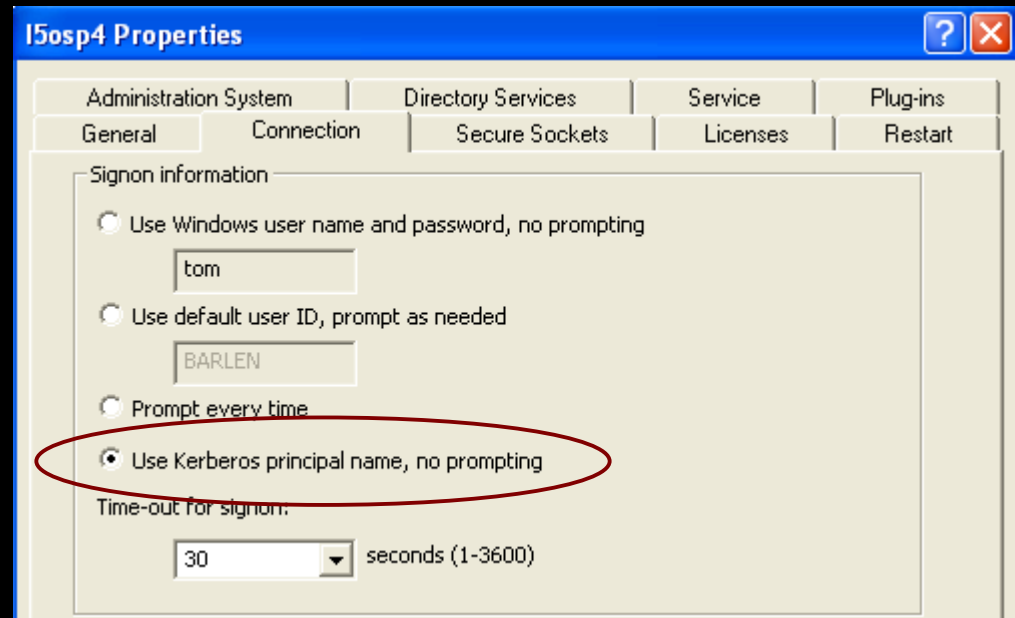 I5osp4 Properties
Administration System Directory Services Service Plug-ins
General Connection Secure Sockets Licenses Restart
Signon information
Use Windows user name and password, no prompting
tom
Use default user ID, prompt as needed
BARLEN
Prompt every time
Use Kerberos principal name, no prompting
Time-out for signon:
30 seconds (1-3600)